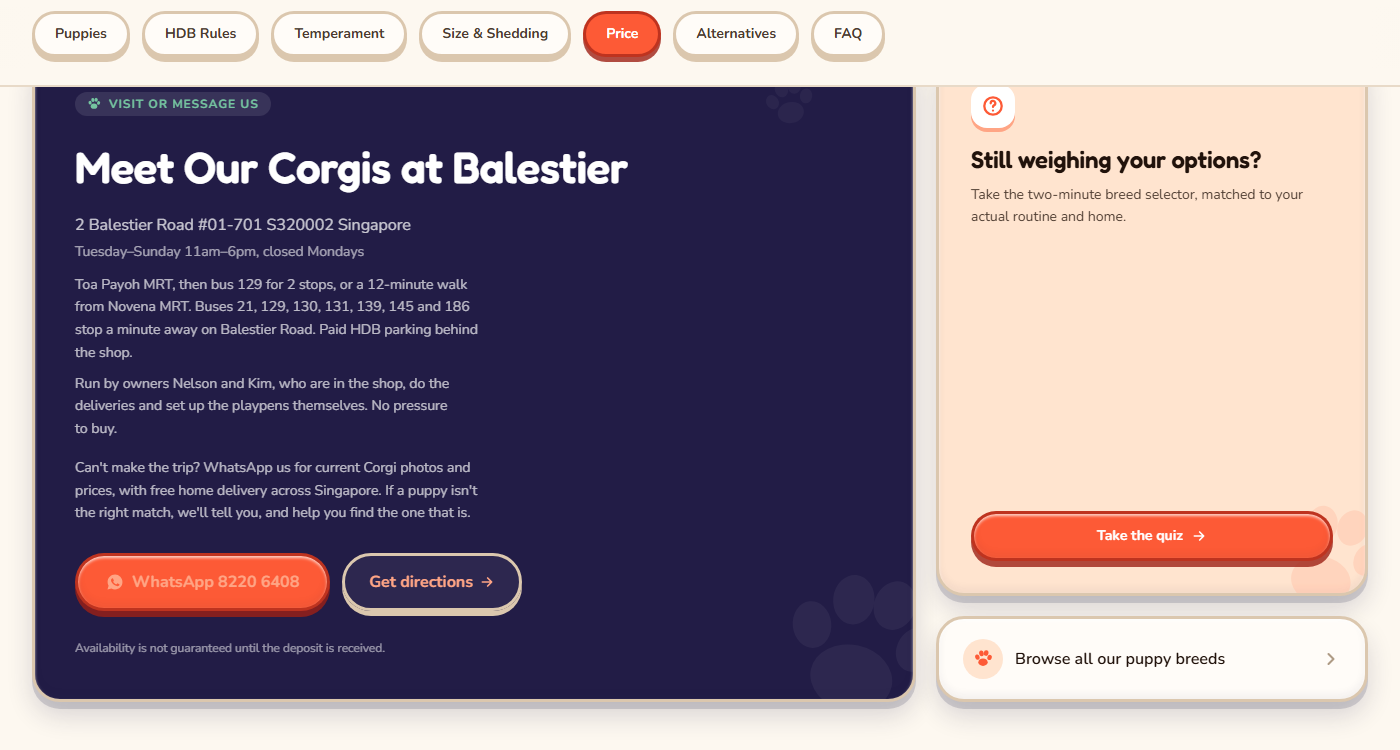 Puppies
HDB Rules
Temperament
Size & Shedding
Price
Alternatives
FAQ
VISIT OR MESSAGE US
Meet Our Corgis at Balestier
2 Balestier Road #01-701 S320002 Singapore
Tuesday–Sunday 11am–6pm, closed Mondays
Toa Payoh MRT, then bus 129 for 2 stops, or a 12-minute walk
from Novena MRT. Buses 21, 129, 130, 131, 139, 145 and 186
stop a minute away on Balestier Road. Paid HDB parking behind
the shop.
Run by owners Nelson and Kim, who are in the shop, do the
deliveries and set up the playpens themselves. No pressure
to buy.
Can't make the trip? WhatsApp us for current Corgi photos and
prices, with free home delivery across Singapore. If a puppy isn't
the right match, we'll tell you, and help you find the one that is.
WhatsApp 8220 6408
Get directions →
Availability is not guaranteed until the deposit is received.
Still weighing your options?
Take the two-minute breed selector, matched to your
actual routine and home.
Take the quiz →
Browse all our puppy breeds